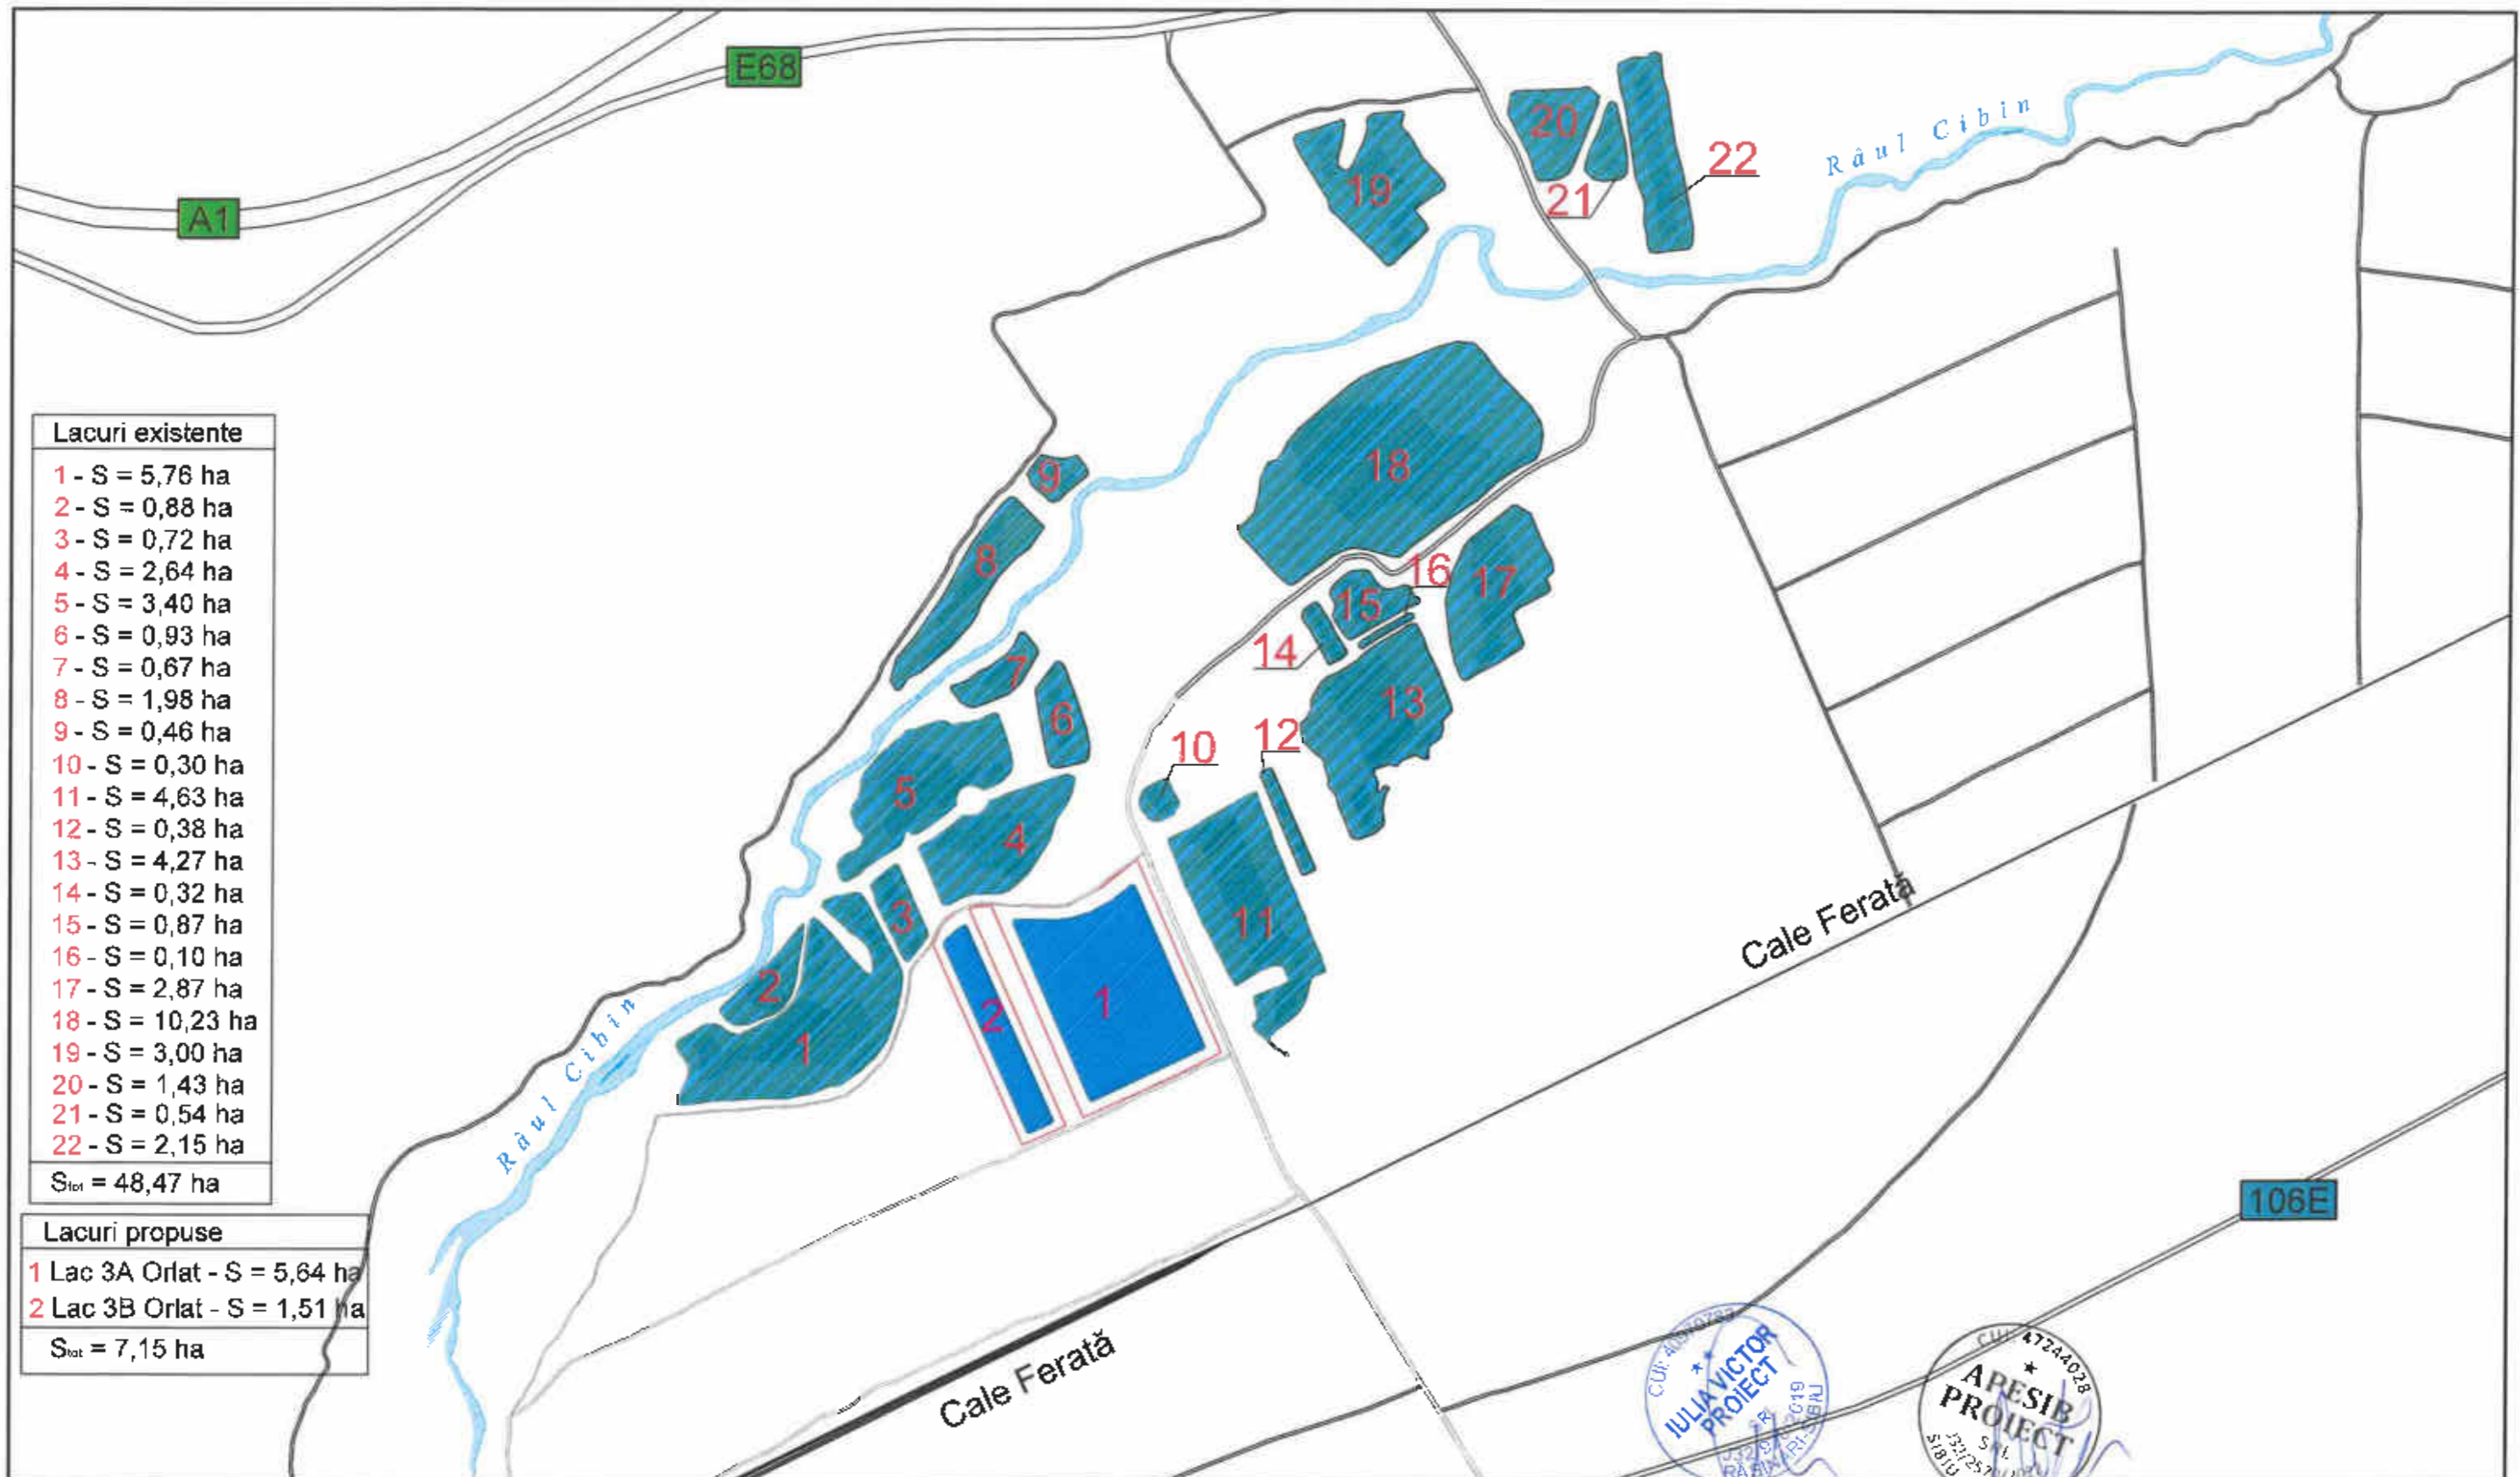 E68
A1
20
22
21
19
Râul Cibin
18
9
8
16
17
15
14
7
13
6
12
10
5
4
3
11
2
1
2
1
Râul Cibin
Cale Ferată
Cale Ferată
106E
Lacuri existente
1 - S = 5,76 ha
2 - S = 0,88 ha
3 - S = 0,72 ha
4 - S = 2,64 ha
5 - S = 3,40 ha
6 - S = 0,93 ha
7 - S = 0,67 ha
8 - S = 1,98 ha
9 - S = 0,46 ha
10 - S = 0,30 ha
11 - S = 4,63 ha
12 - S = 0,38 ha
13 - S = 4,27 ha
14 - S = 0,32 ha
15 - S = 0,87 ha
16 - S = 0,10 ha
17 - S = 2,87 ha
18 - S = 10,23 ha
19 - S = 3,00 ha
20 - S = 1,43 ha
21 - S = 0,54 ha
22 - S = 2,15 ha
Stot = 48,47 ha
Lacuri propuse
1 Lac 3A Orlat - S = 5,64 ha
2 Lac 3B Orlat - S = 1,51 ha
Stot = 7,15 ha
CUI:
IULIA VICTOR
PROIECT
CUI: 47244028
APESIB
PROIECT
SRL
SIBIU